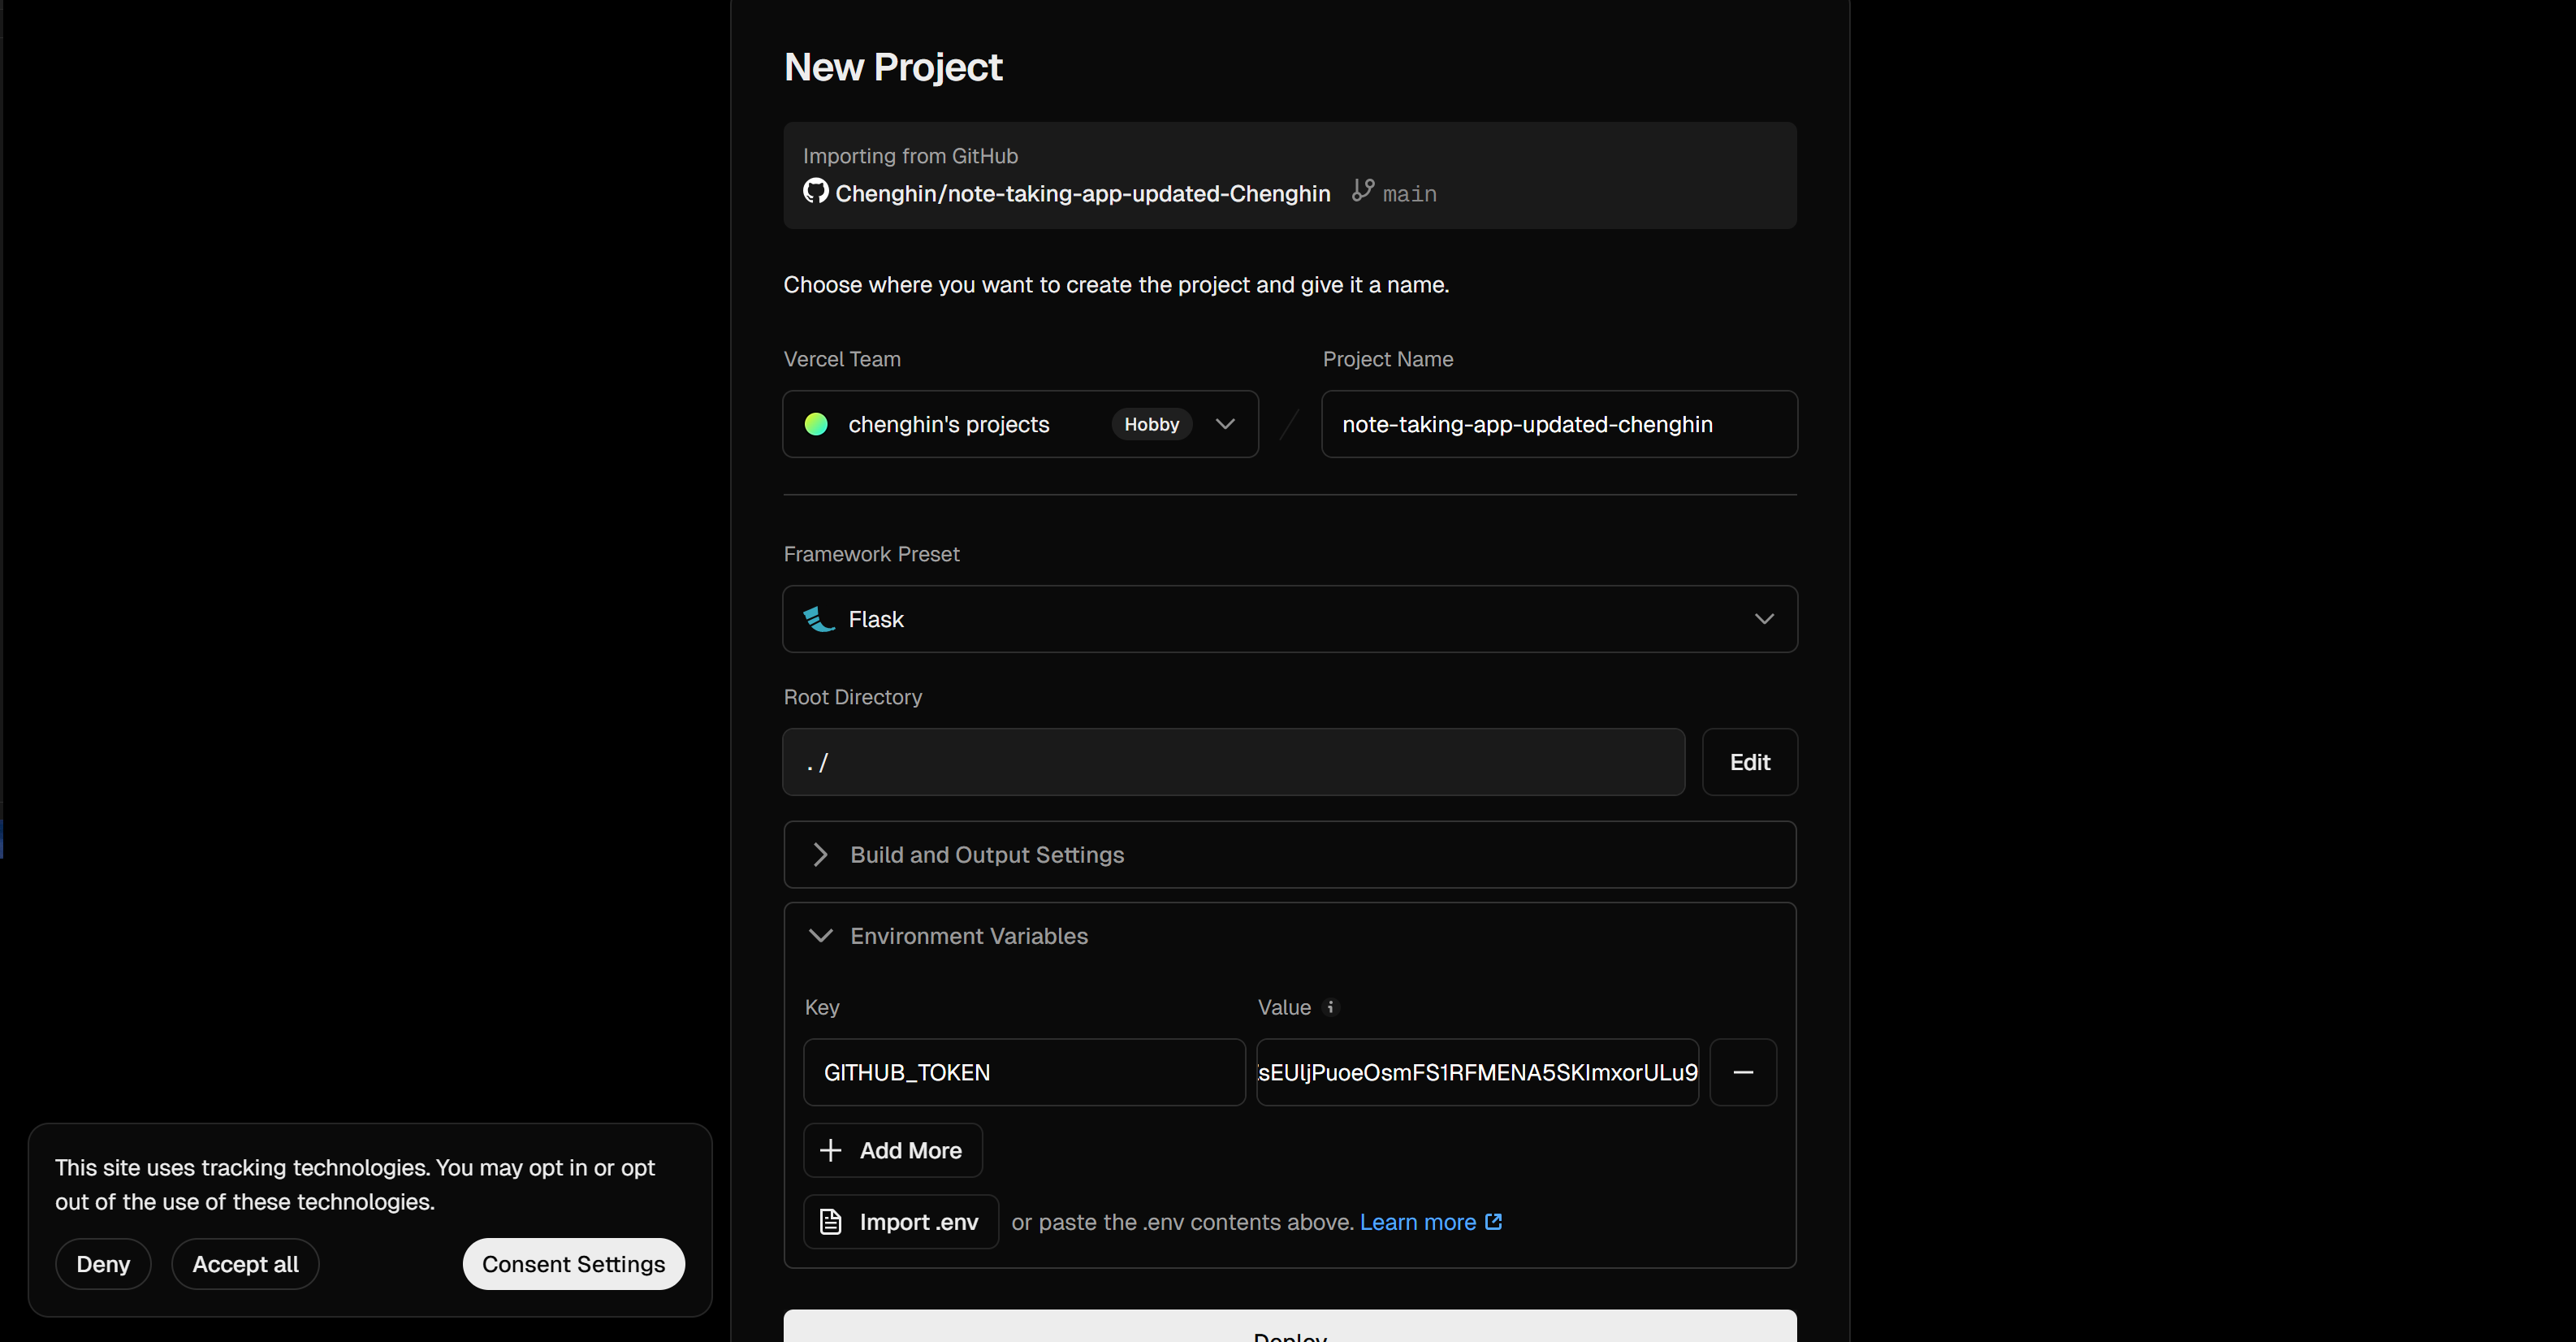 New Project
Importing from GitHub
Chenghin/note-taking-app-updated-Chenghin main
Choose where you want to create the project and give it a name.
Vercel Team
Project Name
chenghin's projects Hobby
note-taking-app-updated-chenghin
Framework Preset
Flask
Root Directory
./
Edit
Build and Output Settings
Environment Variables
Key
Value
GITHUB_TOKEN
Add More
Import .env or paste the .env contents above. Learn more
Deploy
This site uses tracking technologies. You may opt in or opt
out of the use of these technologies.
Deny
Accept all
Consent Settings